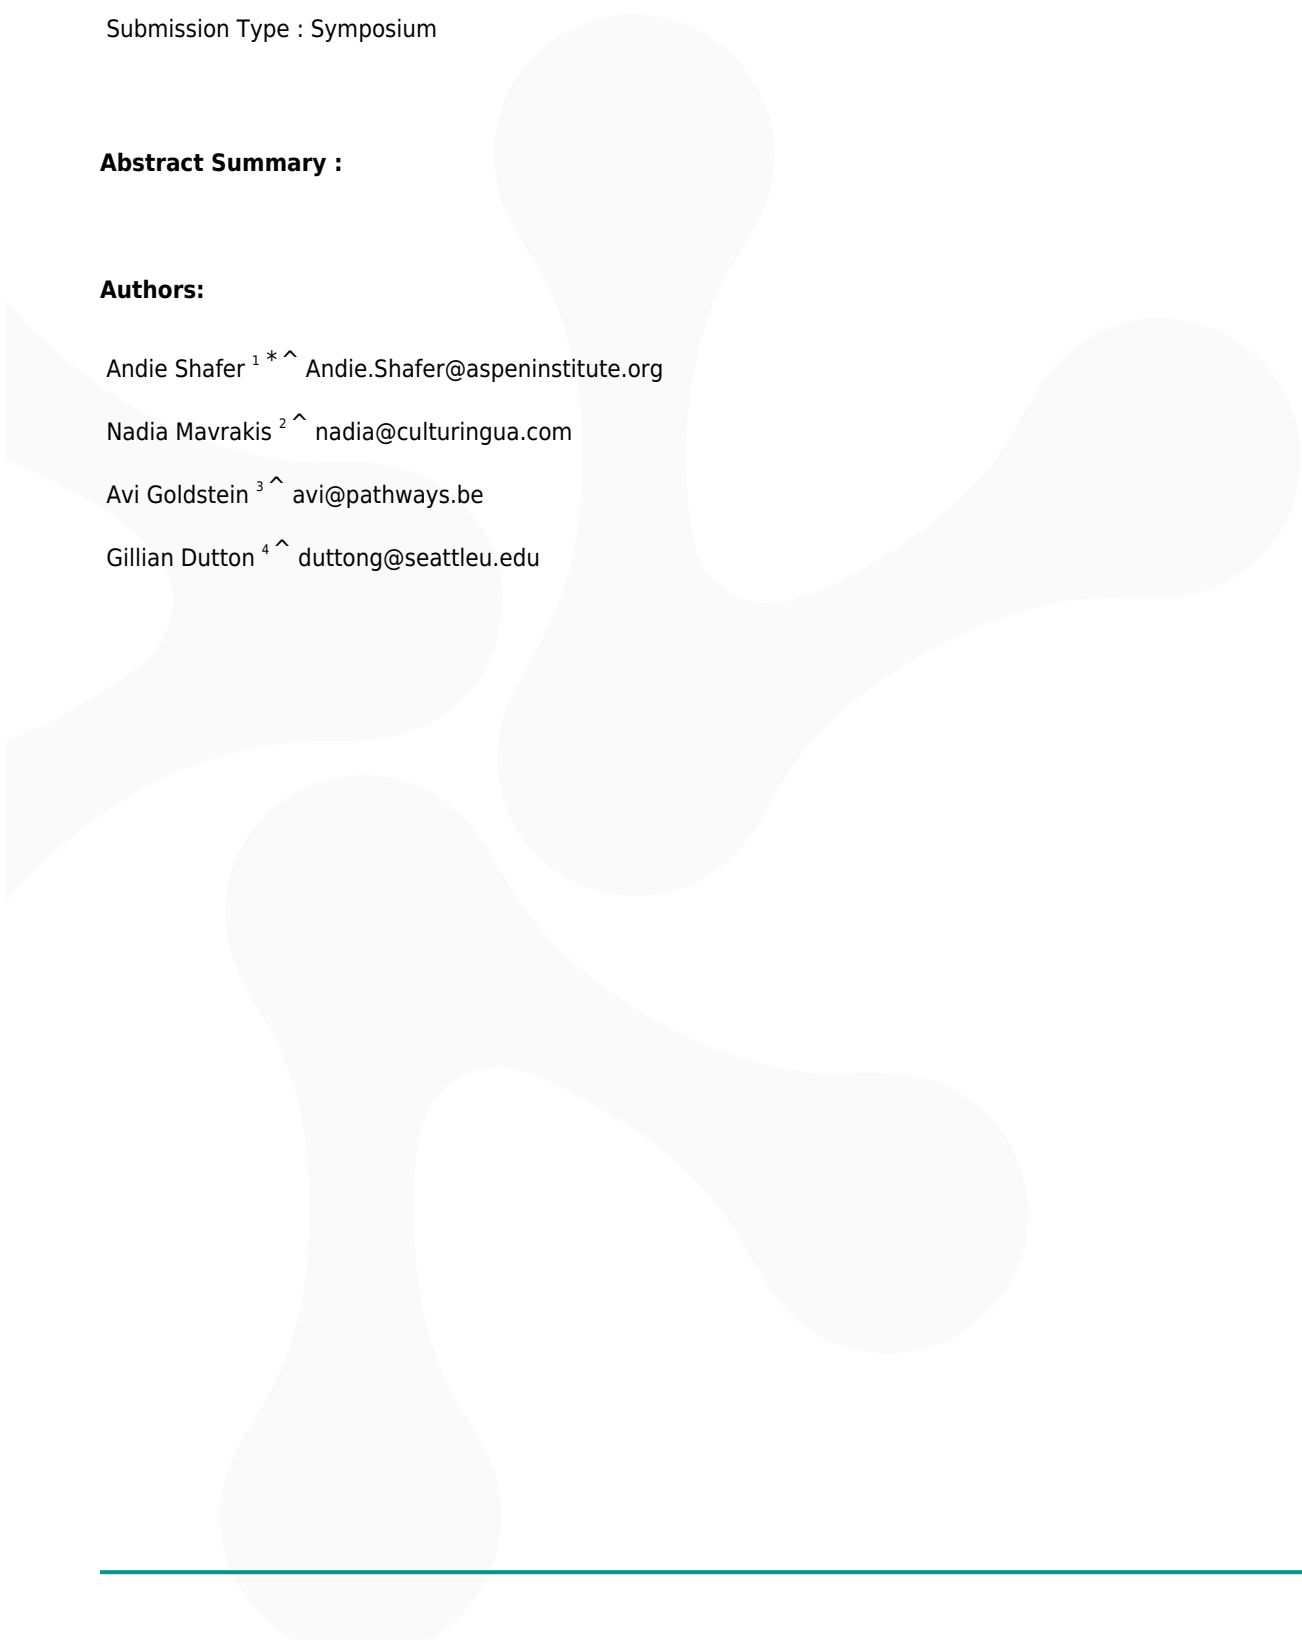 Submission Type : Symposium
Abstract Summary :
Authors:
Andie Shafer 1 * ^ Andie.Shafer@aspeninstitute.org
Nadia Mavrakis 2 ^ nadia@culturingua.com
Avi Goldstein 3 ^ avi@pathways.be
Gillian Dutton 4 ^ duttong@seattleu.edu